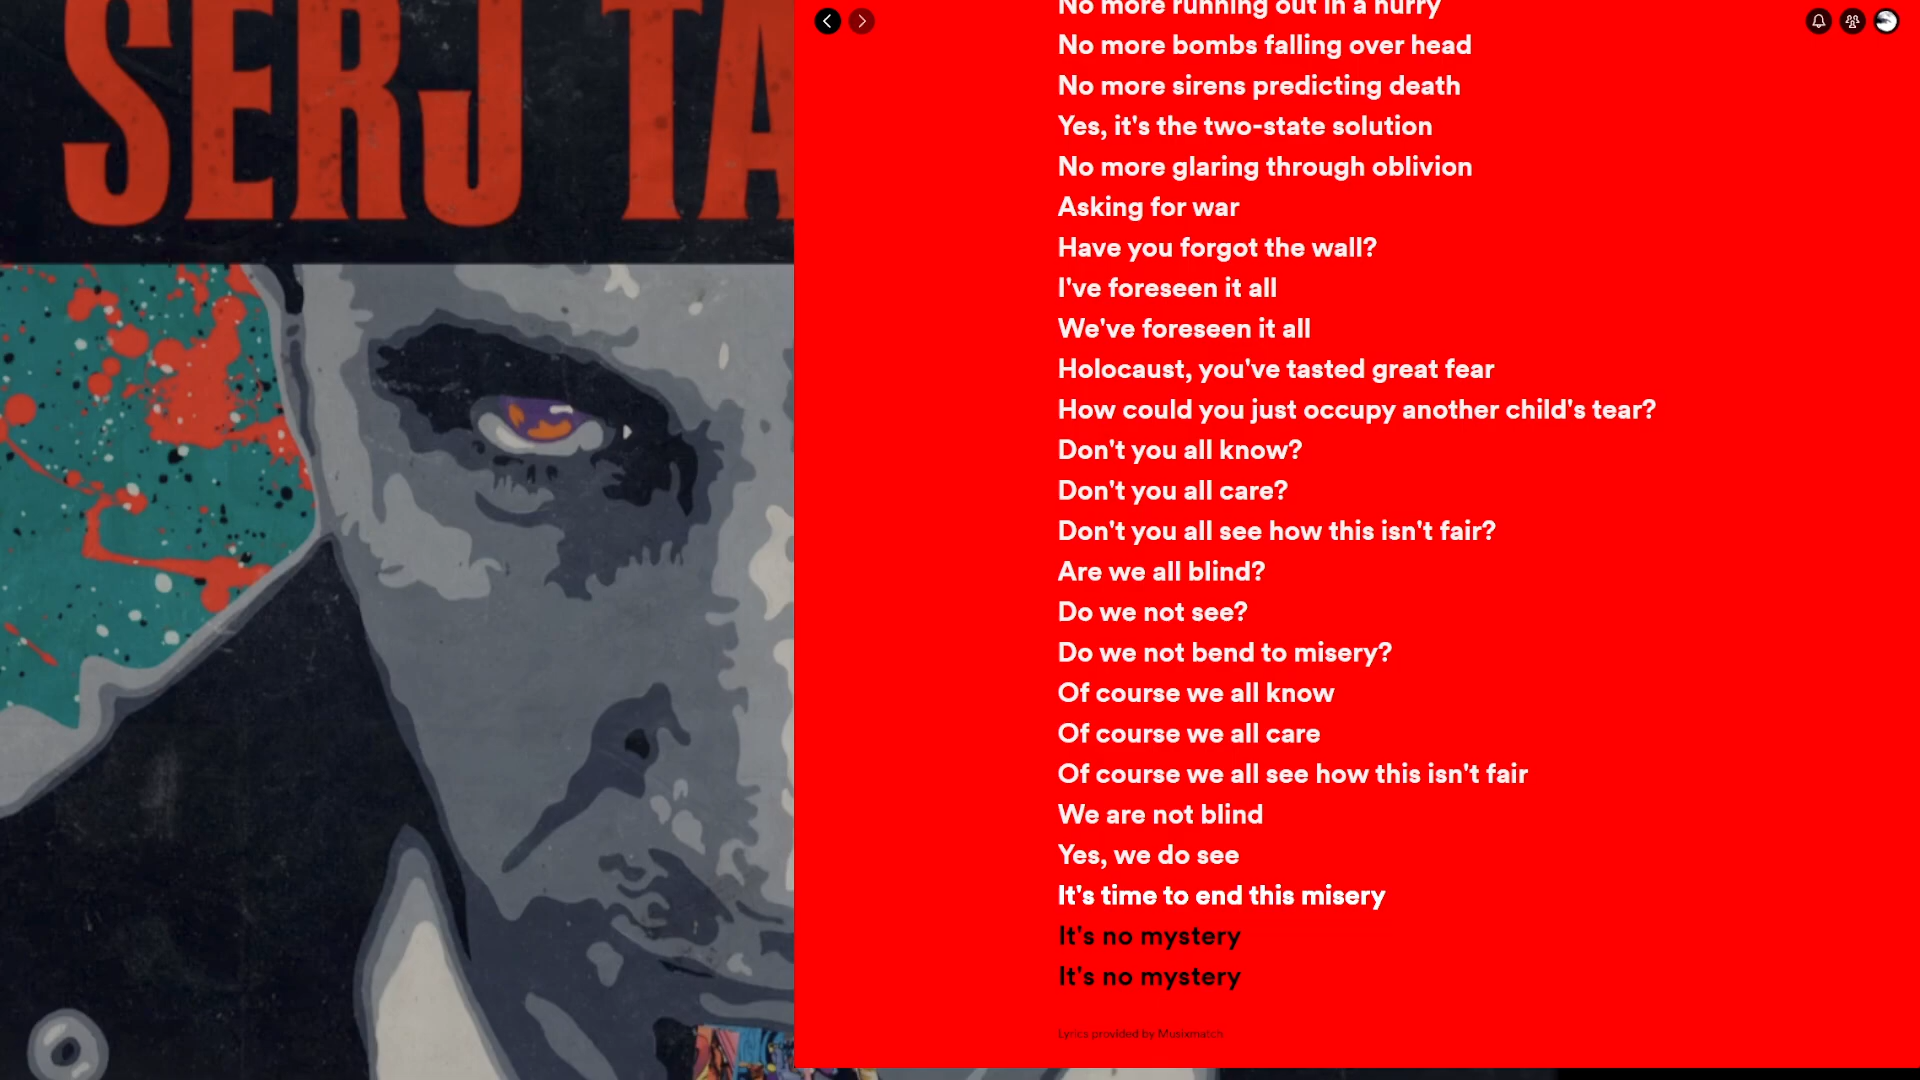 SERJ TA
No more running out in a hurry
No more bombs falling over head
No more sirens predicting death
Yes, it's the two-state solution
No more glaring through oblivion
Asking for war
Have you forgot the wall?
I've foreseen it all
We've foreseen it all
Holocaust, you've tasted great fear
How could you just occupy another child's tear?
Don't you all know?
Don't you all care?
Don't you all see how this isn't fair?
Are we all blind?
Do we not see?
Do we not bend to misery?
Of course we all know
Of course we all care
Of course we all see how this isn't fair
We are not blind
Yes, we do see
It's time to end this misery
It's no mystery
It's no mystery
Lyrics provided by Musixmatch